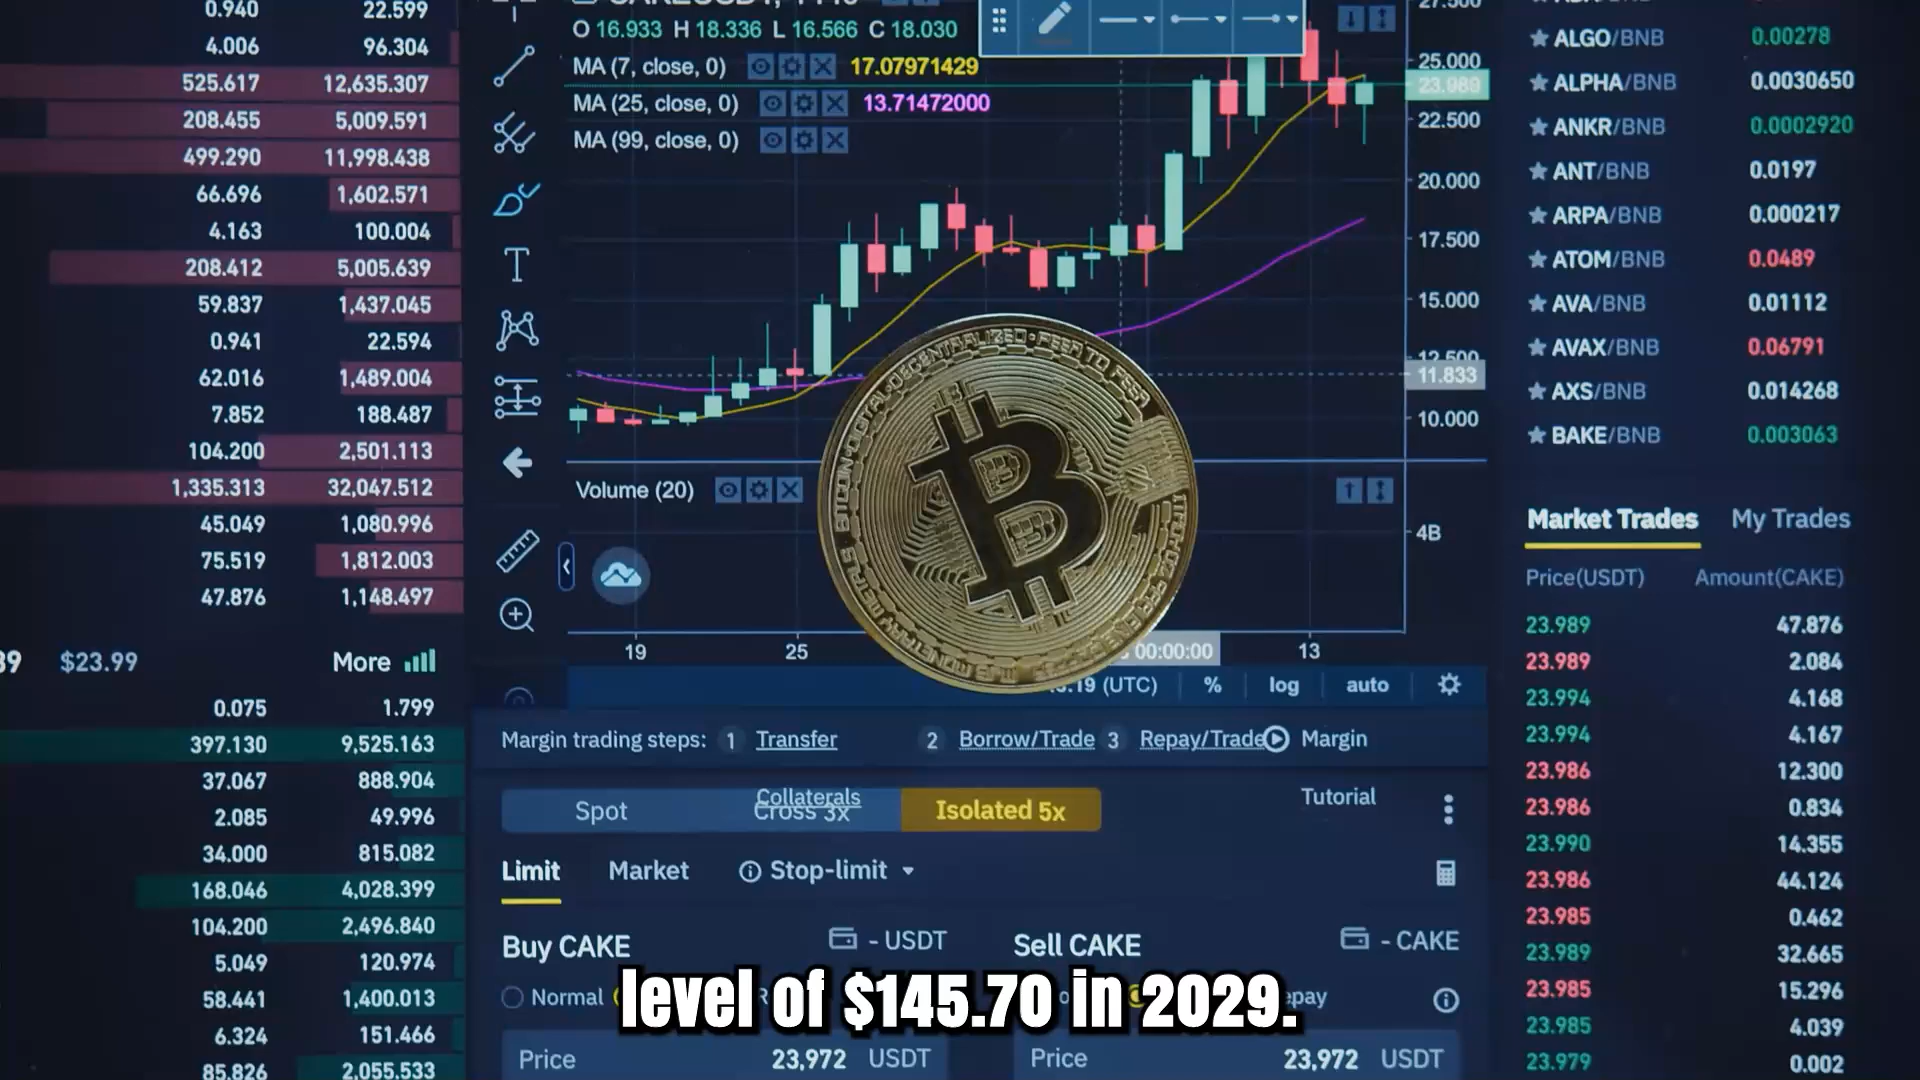 0.940 22.599
4.006 96.304
525.617 12,635.307
208.455 5,009.591
499.290 11,998.438
66.696 1,602.571
4.163 100.004
208.412 5,005.639
59.837 1,437.045
0.941 22.594
62.016 1,489.004
7.852 188.487
104.200 2,501.113
1,335.313 32,047.512
45.049 1,080.996
75.519 1,812.003
47.876 1,148.497
$23.99 More
0.075 1.799
397.130 9,525.163
37.067 888.904
2.085 49.996
34.000 815.082
168.046 4,028.399
104.200 2,496.840
5.049 120.974
58.441 1,400.013
6.324 151.466
85.826 2,055.533
O 16.933 H 18.336 L 16.566 C 18.030
MA (7, close, 0) 17.07971429
MA (25, close, 0) 13.71472000
MA (99, close, 0)
27.500
25.000
23.989
22.500
20.000
17.500
15.000
12.500
11.833
10.000
Volume (20)
4B
19 25 00:00:00 13
(UTC) % log auto
BITCOIN DIGITAL DECENTRALIZED PEER TO PEER
Margin trading steps: 1 Transfer 2 Borrow/Trade 3 Repay/Trade Margin
Collaterals Tutorial
Spot Cross 3x Isolated 5x
Limit Market Stop-limit
Buy CAKE - USDT Sell CAKE - CAKE
Normal
level of $145.70 in 2029.
Price 23,972 USDT Price 23,972 USDT
ALGO/BNB 0.00278
ALPHA/BNB 0.0030650
ANKR/BNB 0.0002920
ANT/BNB 0.0197
ARPA/BNB 0.000217
ATOM/BNB 0.0489
AVA/BNB 0.01112
AVAX/BNB 0.06791
AXS/BNB 0.014268
BAKE/BNB 0.003063
Market Trades My Trades
Price(USDT) Amount(CAKE)
23.989 47.876
23.989 2.084
23.994 4.168
23.994 4.167
23.986 12.300
23.986 0.834
23.990 14.355
23.986 44.124
23.985 0.462
23.989 32.665
23.985 15.296
23.985 4.039
23.979 0.002